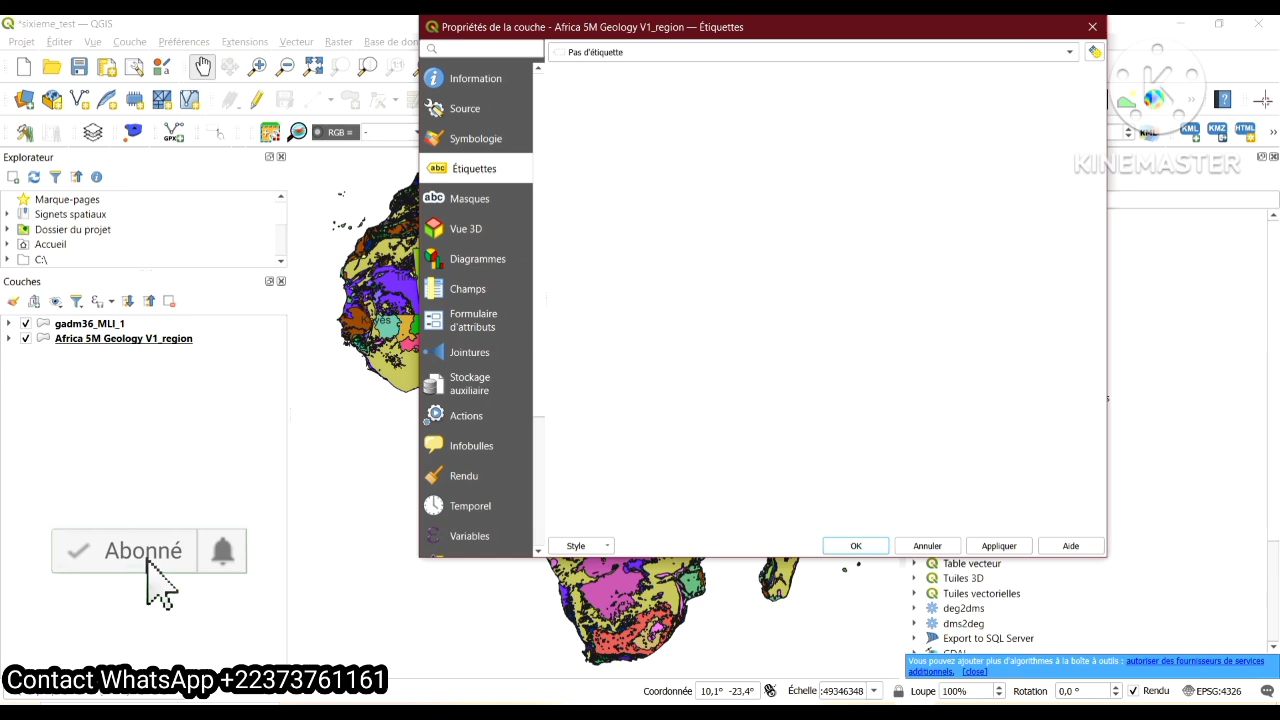 *sixieme_test — QGIS
Propriétés de la couche - Africa 5M Geology V1_region — Étiquettes
Projet Éditer Vue Couche Préférences Extensions Vecteur Raster Base de don
Pas d'étiquette
Information
Source
Symbologie
Étiquettes
Masques
Vue 3D
Diagrammes
Champs
Formulaire
d'attributs
Jointures
Stockage
auxiliaire
Actions
Infobulles
Rendu
Temporel
Variables
Style
OK
Annuler
Appliquer
Aide
KINEMASTER
GPX
RGB =
-
KML
KML
KMZ
HTML
Explorateur
Marque-pages
Signets spatiaux
Dossier du projet
Accueil
C:\
Couches
gadm36_MLI_1
Africa 5M Geology V1_region
Abonné
Contact WhatsApp +22373761161
Table vecteur
Tuiles 3D
Tuiles vectorielles
deg2dms
dms2deg
Export to SQL Server
Vous pouvez ajouter plus d'algorithmes à la boîte à outils : autoriser des fournisseurs de services
additionnels. [close]
Coordonnée 10,1° -23,4° Échelle :49346348 Loupe 100% Rotation 0,0 ° Rendu EPSG:4326